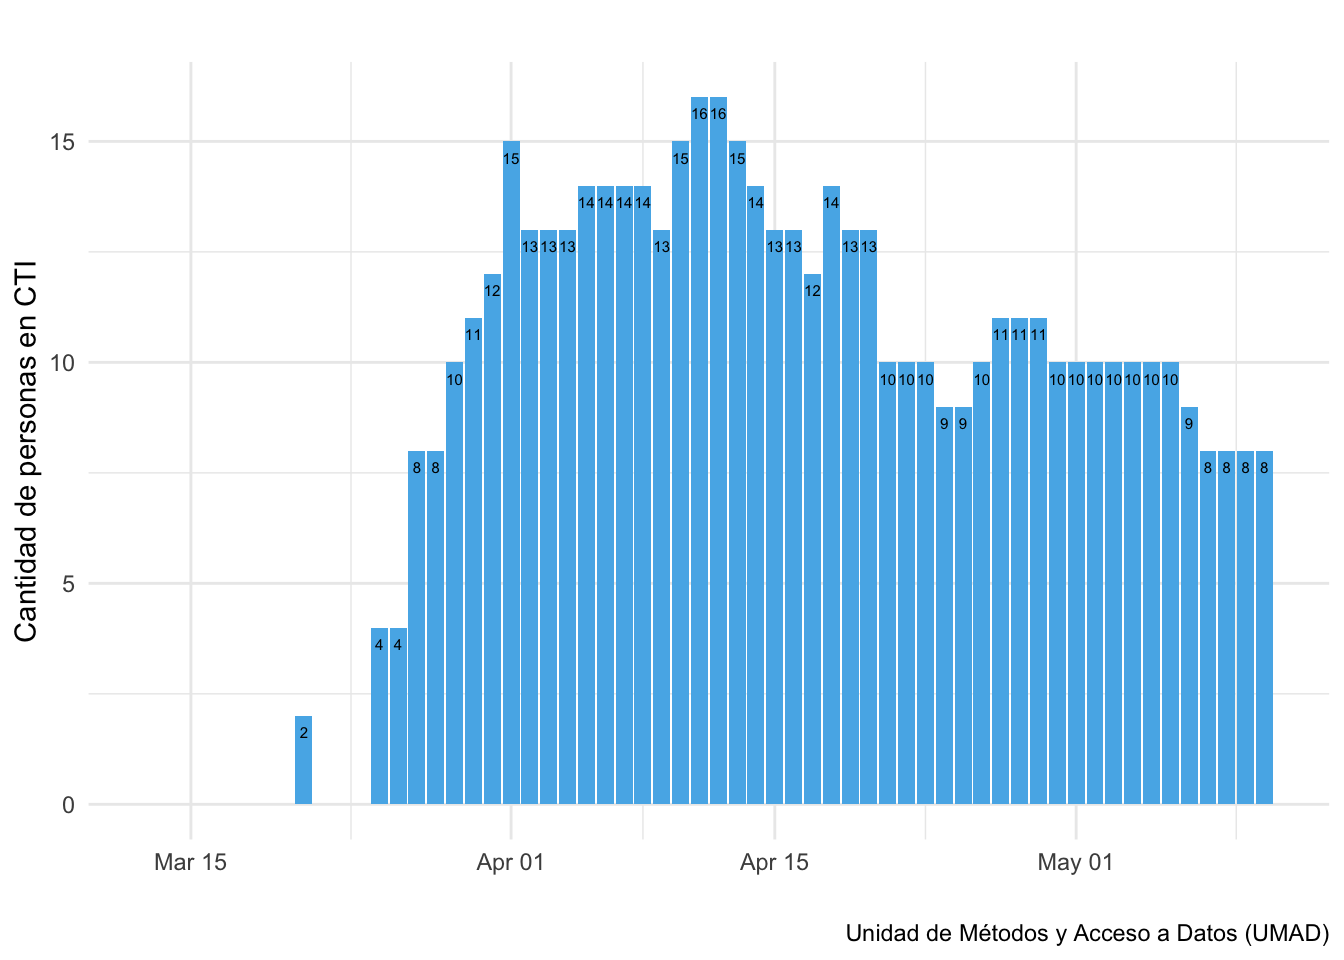 Cantidad de personas en CTI
15
10
5
0
2 4 4 8 8 10 11 12 15 13 13 13 14 14 14 14 13 15 16 16 15 14 13 13 12 14 13 13 10 10 10 9 9 10 11 11 11 10 10 10 10 10 10 10 9 8 8 8 8
Mar 15 Apr 01 Apr 15 May 01
Unidad de Métodos y Acceso a Datos (UMAD)